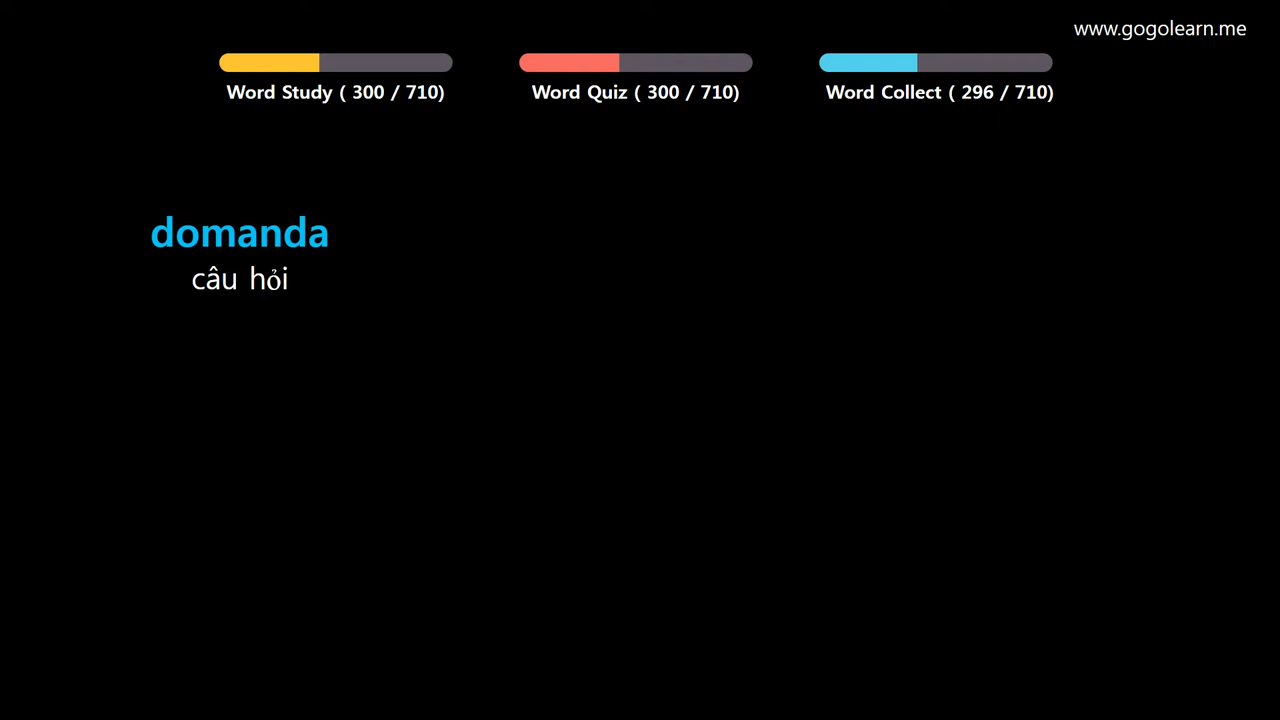 www.gogolearn.me
Word Study ( 300 / 710)
Word Quiz ( 300 / 710)
Word Collect ( 296 / 710)
domanda
câu hỏi